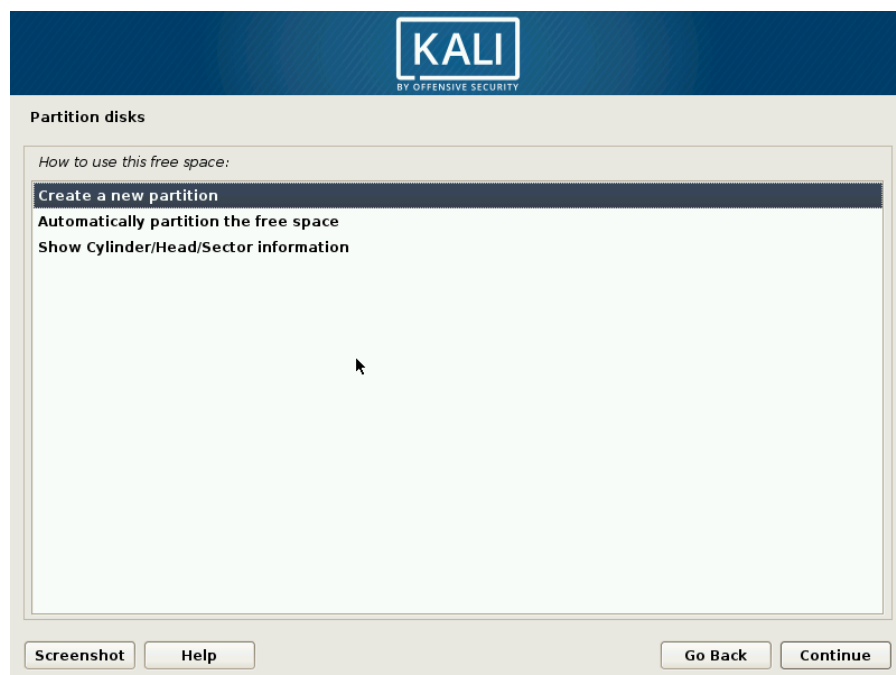 KALI
BY OFFENSIVE SECURITY
Partition disks
How to use this free space:
Create a new partition
Automatically partition the free space
Show Cylinder/Head/Sector information
Screenshot
Help
Go Back
Continue